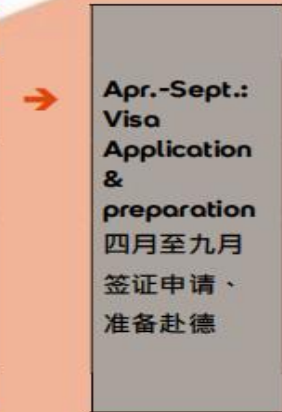 Apr.-Sept.:
Visa
Application
&
preparation
四月至九月
签证申请、
准备赴德